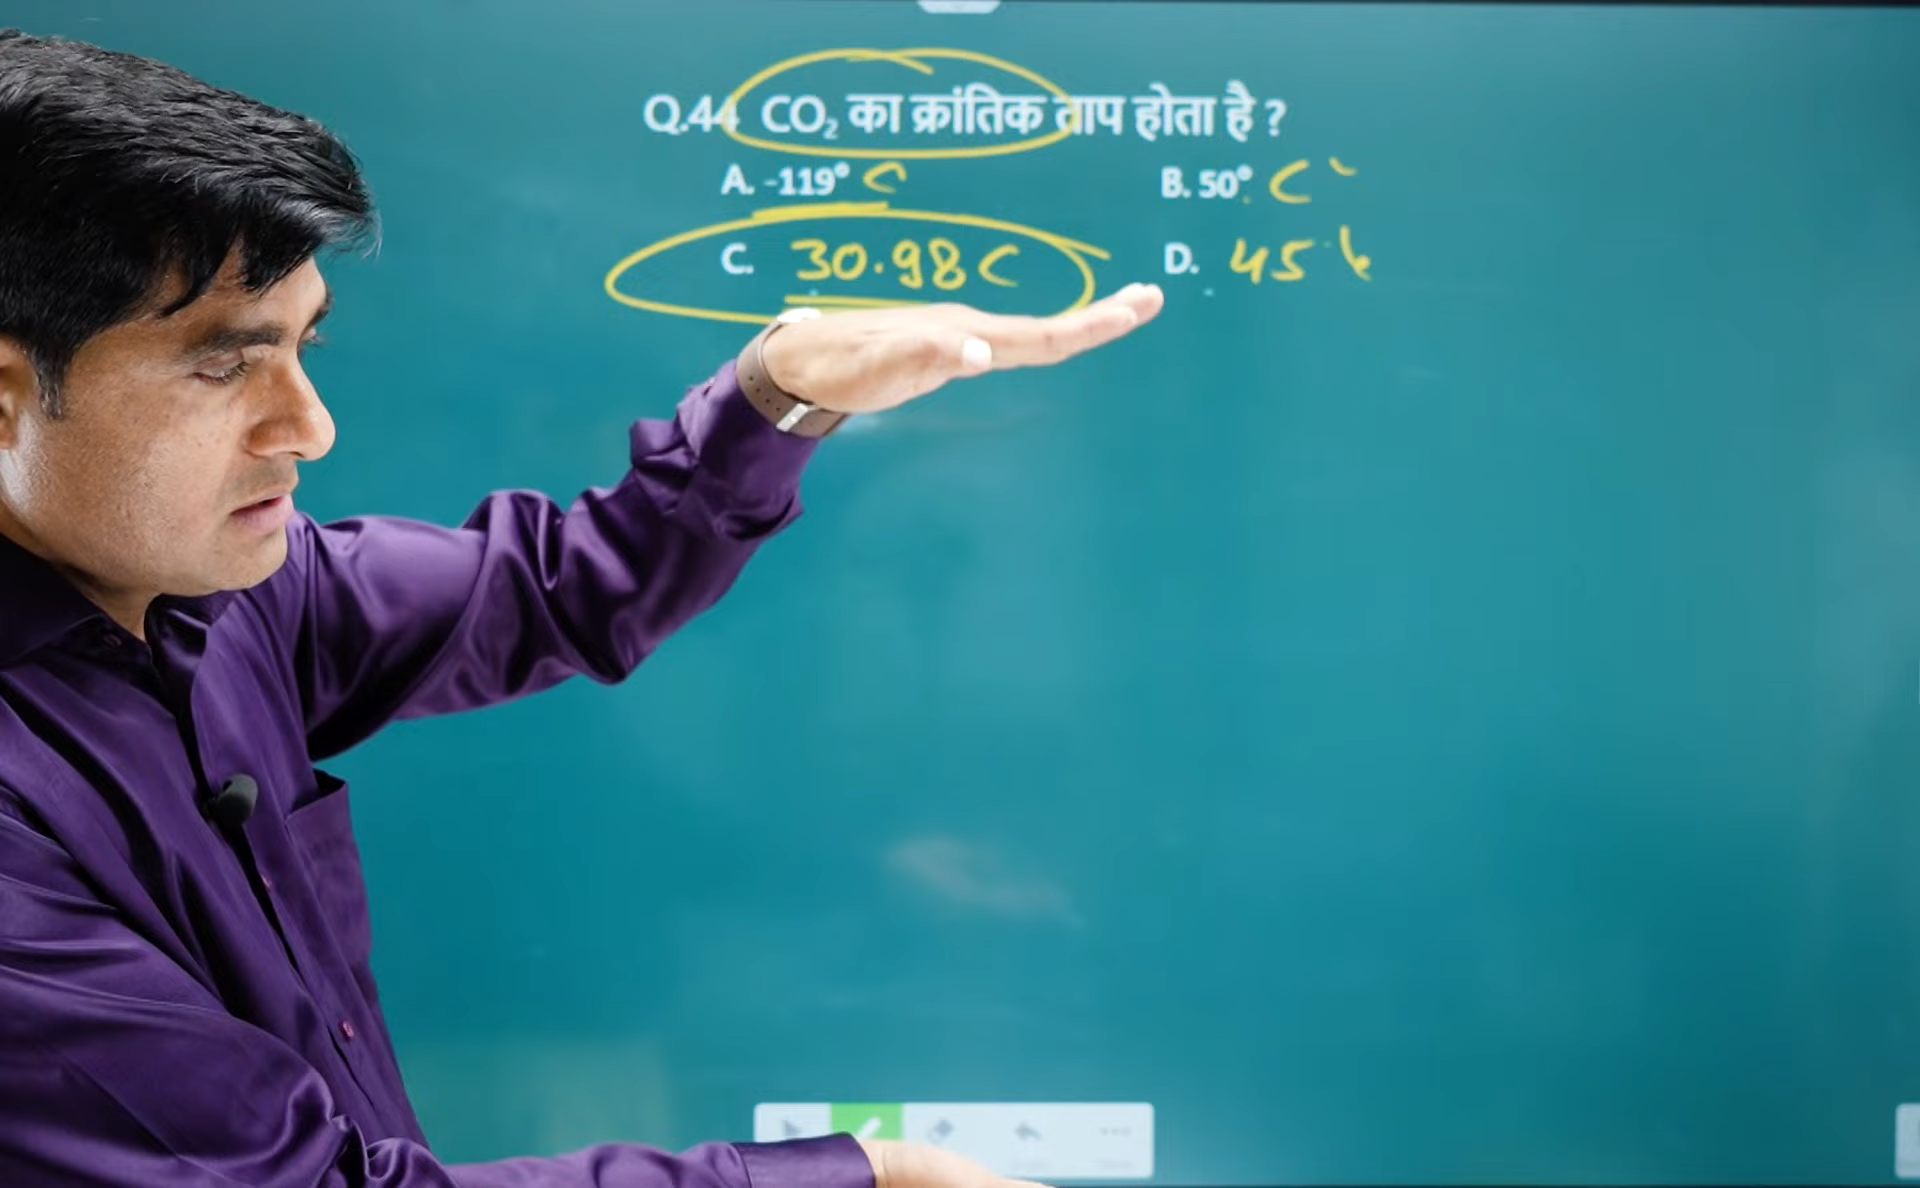 Q.44 CO₂ का क्रांतिक ताप होता है ?
A. -119° C B. 50° C
C. 30.98 C D. 45